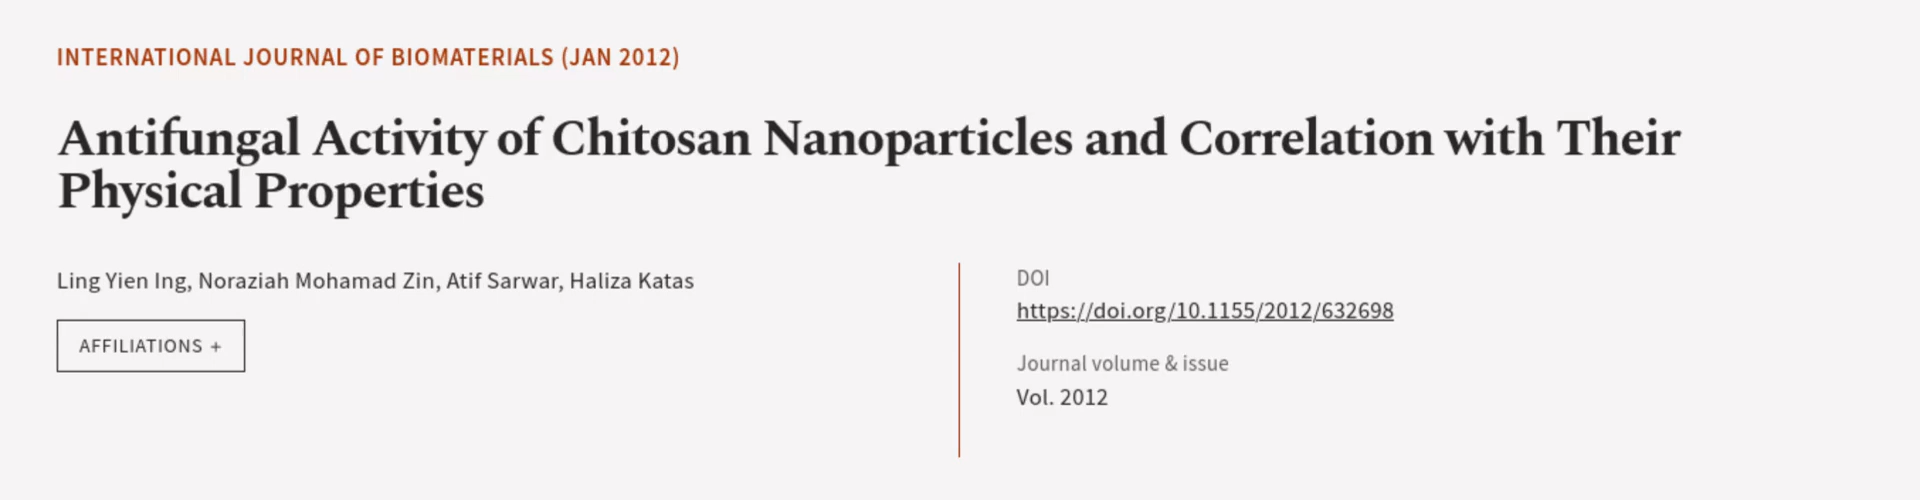 INTERNATIONAL JOURNAL OF BIOMATERIALS (JAN 2012)
Antifungal Activity of Chitosan Nanoparticles and Correlation with Their
Physical Properties
Ling Yien Ing, Noraziah Mohamad Zin, Atif Sarwar, Haliza Katas
AFFILIATIONS +
DOI
https://doi.org/10.1155/2012/632698
Journal volume & issue
Vol. 2012